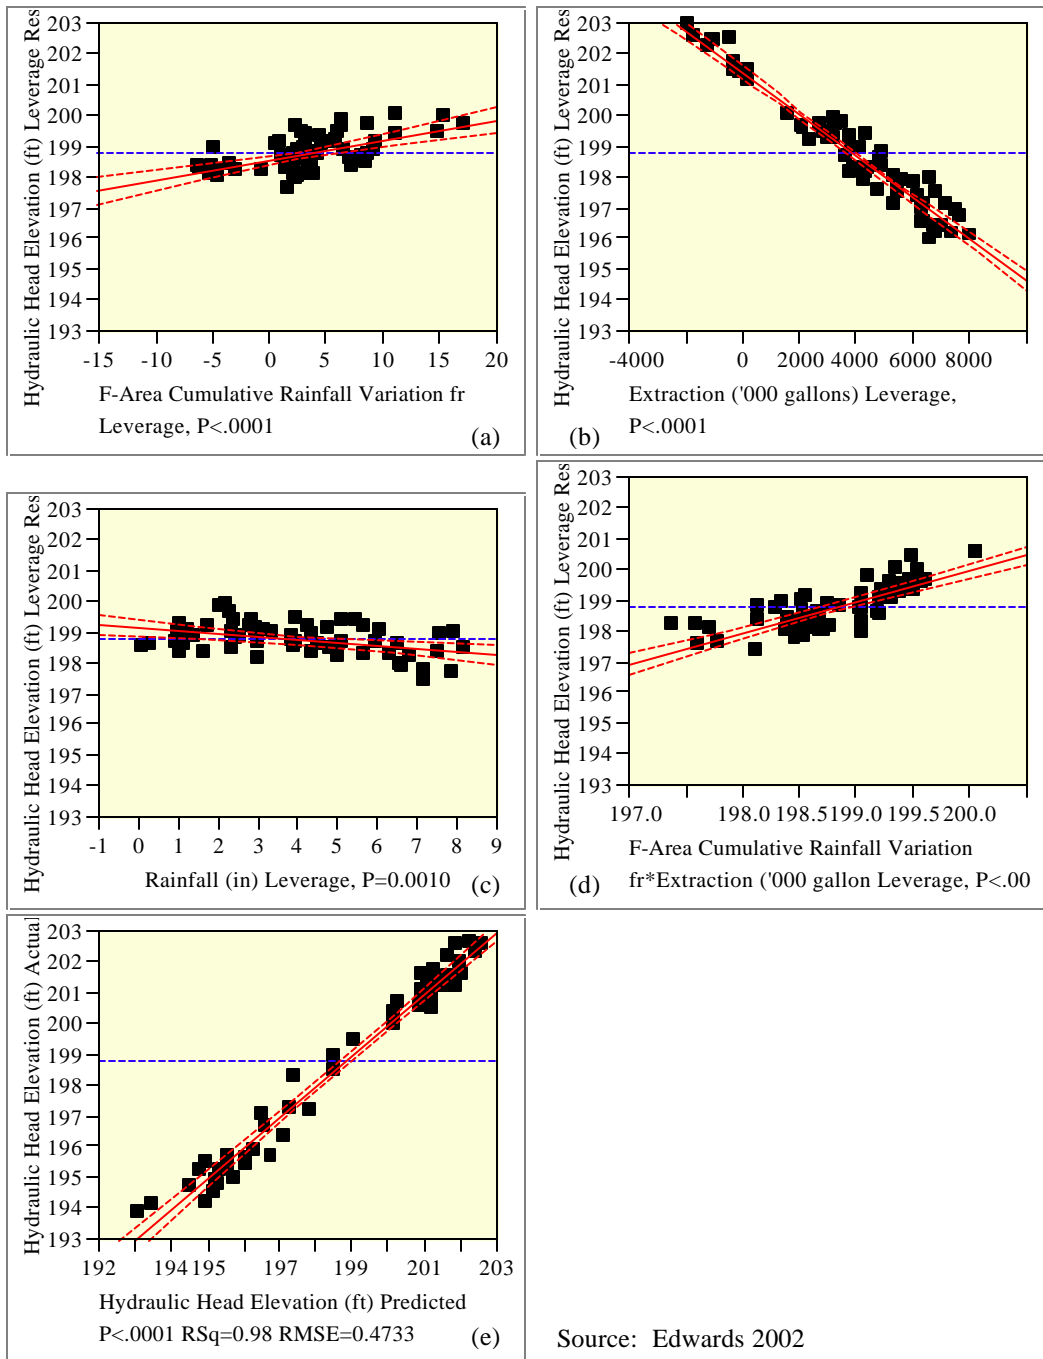 Hydraulic Head Elevation (ft) Leverage Res
203
202
201
200
199
198
197
196
195
194
193
-15 -10 -5 0 5 10 15 20
F-Area Cumulative Rainfall Variation fr
Leverage, P<.0001
(a)
Hydraulic Head Elevation (ft) Leverage Res
203
202
201
200
199
198
197
196
195
194
193
-4000 0 2000 4000 6000 8000
Extraction ('000 gallons) Leverage,
P<.0001
(b)
Hydraulic Head Elevation (ft) Leverage Res
203
202
201
200
199
198
197
196
195
194
193
-1 0 1 2 3 4 5 6 7 8 9
Rainfall (in) Leverage, P=0.0010
(c)
Hydraulic Head Elevation (ft) Leverage Res
203
202
201
200
199
198
197
196
195
194
193
197.0 198.0 198.5 199.0 199.5 200.0
F-Area Cumulative Rainfall Variation
fr*Extraction ('000 gallon Leverage, P<.00
(d)
Hydraulic Head Elevation (ft) Actual
203
202
201
200
199
198
197
196
195
194
193
192 194 195 197 199 201 203
Hydraulic Head Elevation (ft) Predicted
P<.0001 RSq=0.98 RMSE=0.4733
(e)
Source: Edwards 2002